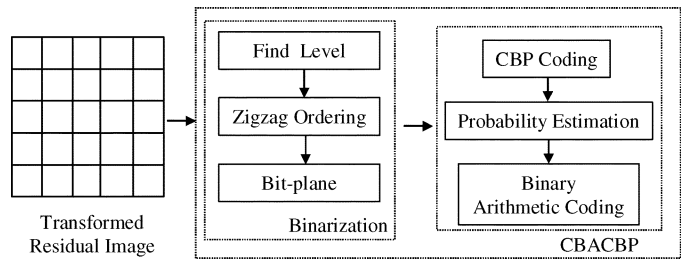 Transformed
Residual Image
Find Level
Zigzag Ordering
Bit-plane
Binarization
CBP Coding
Probability Estimation
Binary
Arithmetic Coding
CBACBP